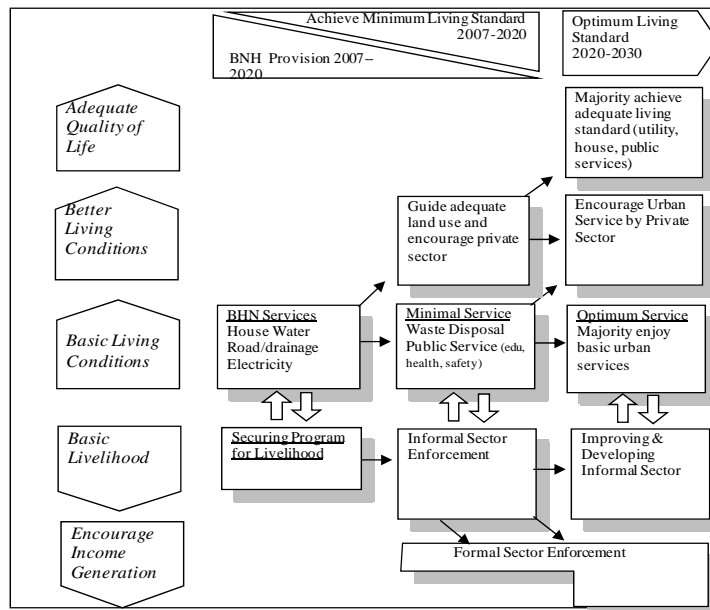 Achieve Minimum Living Standard
2007-2020
BNH Provision 2007–
2020
Optimum Living
Standard
2020-2030
Adequate
Quality of
Life
Majority achieve
adequate living
standard (utility,
house, public
services)
Better
Living
Conditions
Guide adequate
land use and
encourage private
sector
Encourage Urban
Service by Private
Sector
Basic Living
Conditions
BHN Services
House Water
Road/drainage
Electricity
Minimal Service
Waste Disposal
Public Service (edu,
health, safety)
Optimum Service
Majority enjoy
basic urban
services
Basic
Livelihood
Securing Program
for Livelihood
Informal Sector
Enforcement
Improving &
Developing
Informal Sector
Encourage
Income
Generation
Formal Sector Enforcement